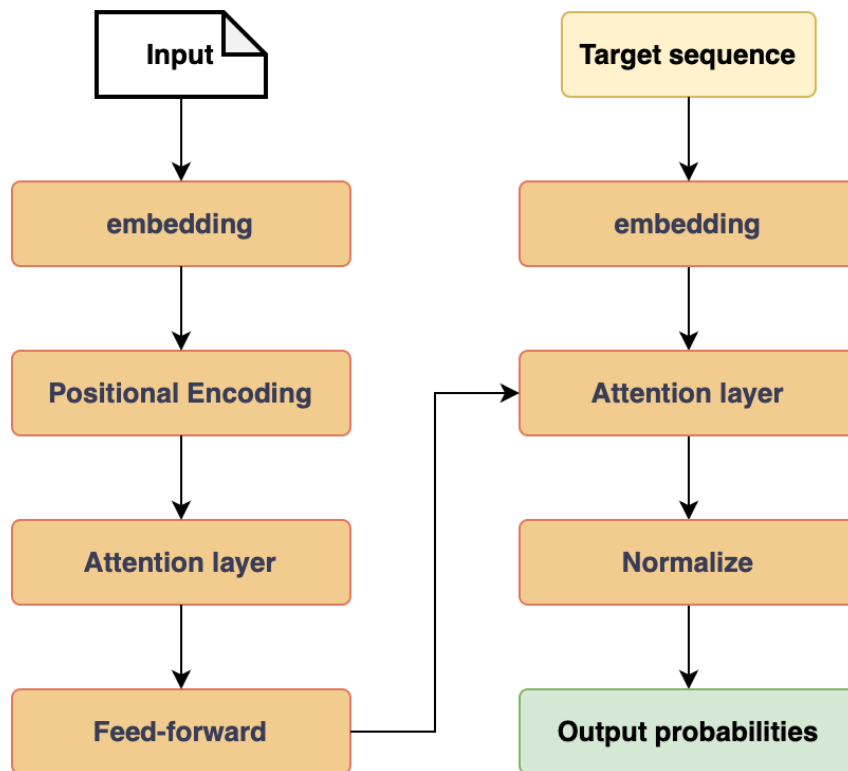 Input
embedding
Positional Encoding
Attention layer
Feed-forward
Target sequence
embedding
Attention layer
Normalize
Output probabilities